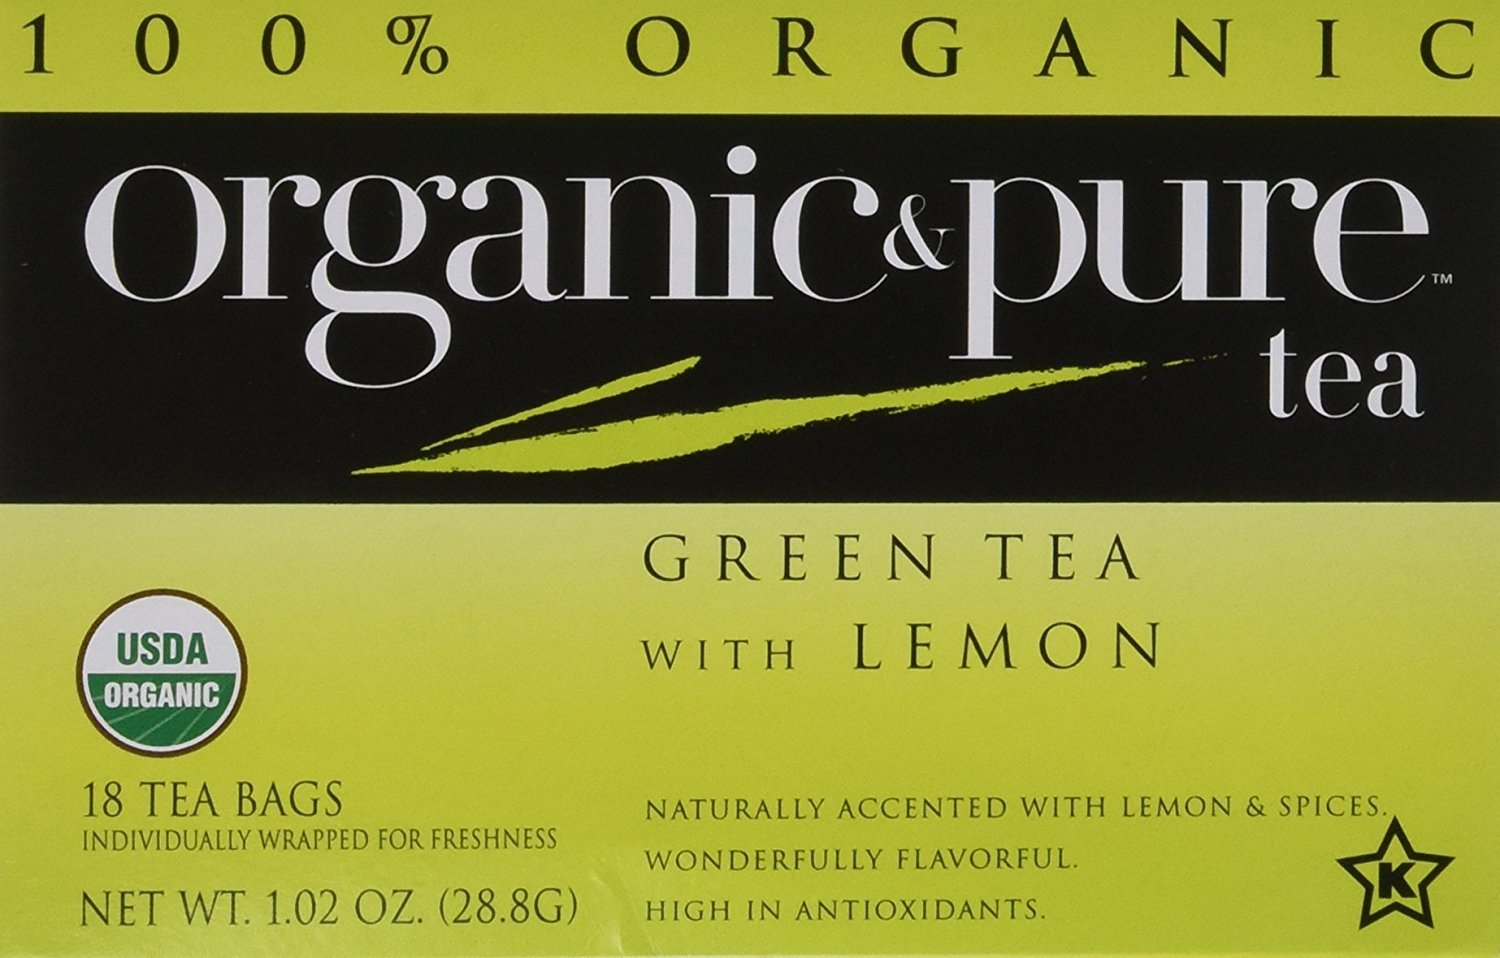 100% ORGANIC
organic&pure™
tea
GREEN TEA
WITH LEMON
USDA
ORGANIC
18 TEA BAGS
INDIVIDUALLY WRAPPED FOR FRESHNESS
NET WT. 1.02 OZ. (28.8G)
NATURALLY ACCENTED WITH LEMON & SPICES.
WONDERFULLY FLAVORFUL.
HIGH IN ANTIOXIDANTS.
K